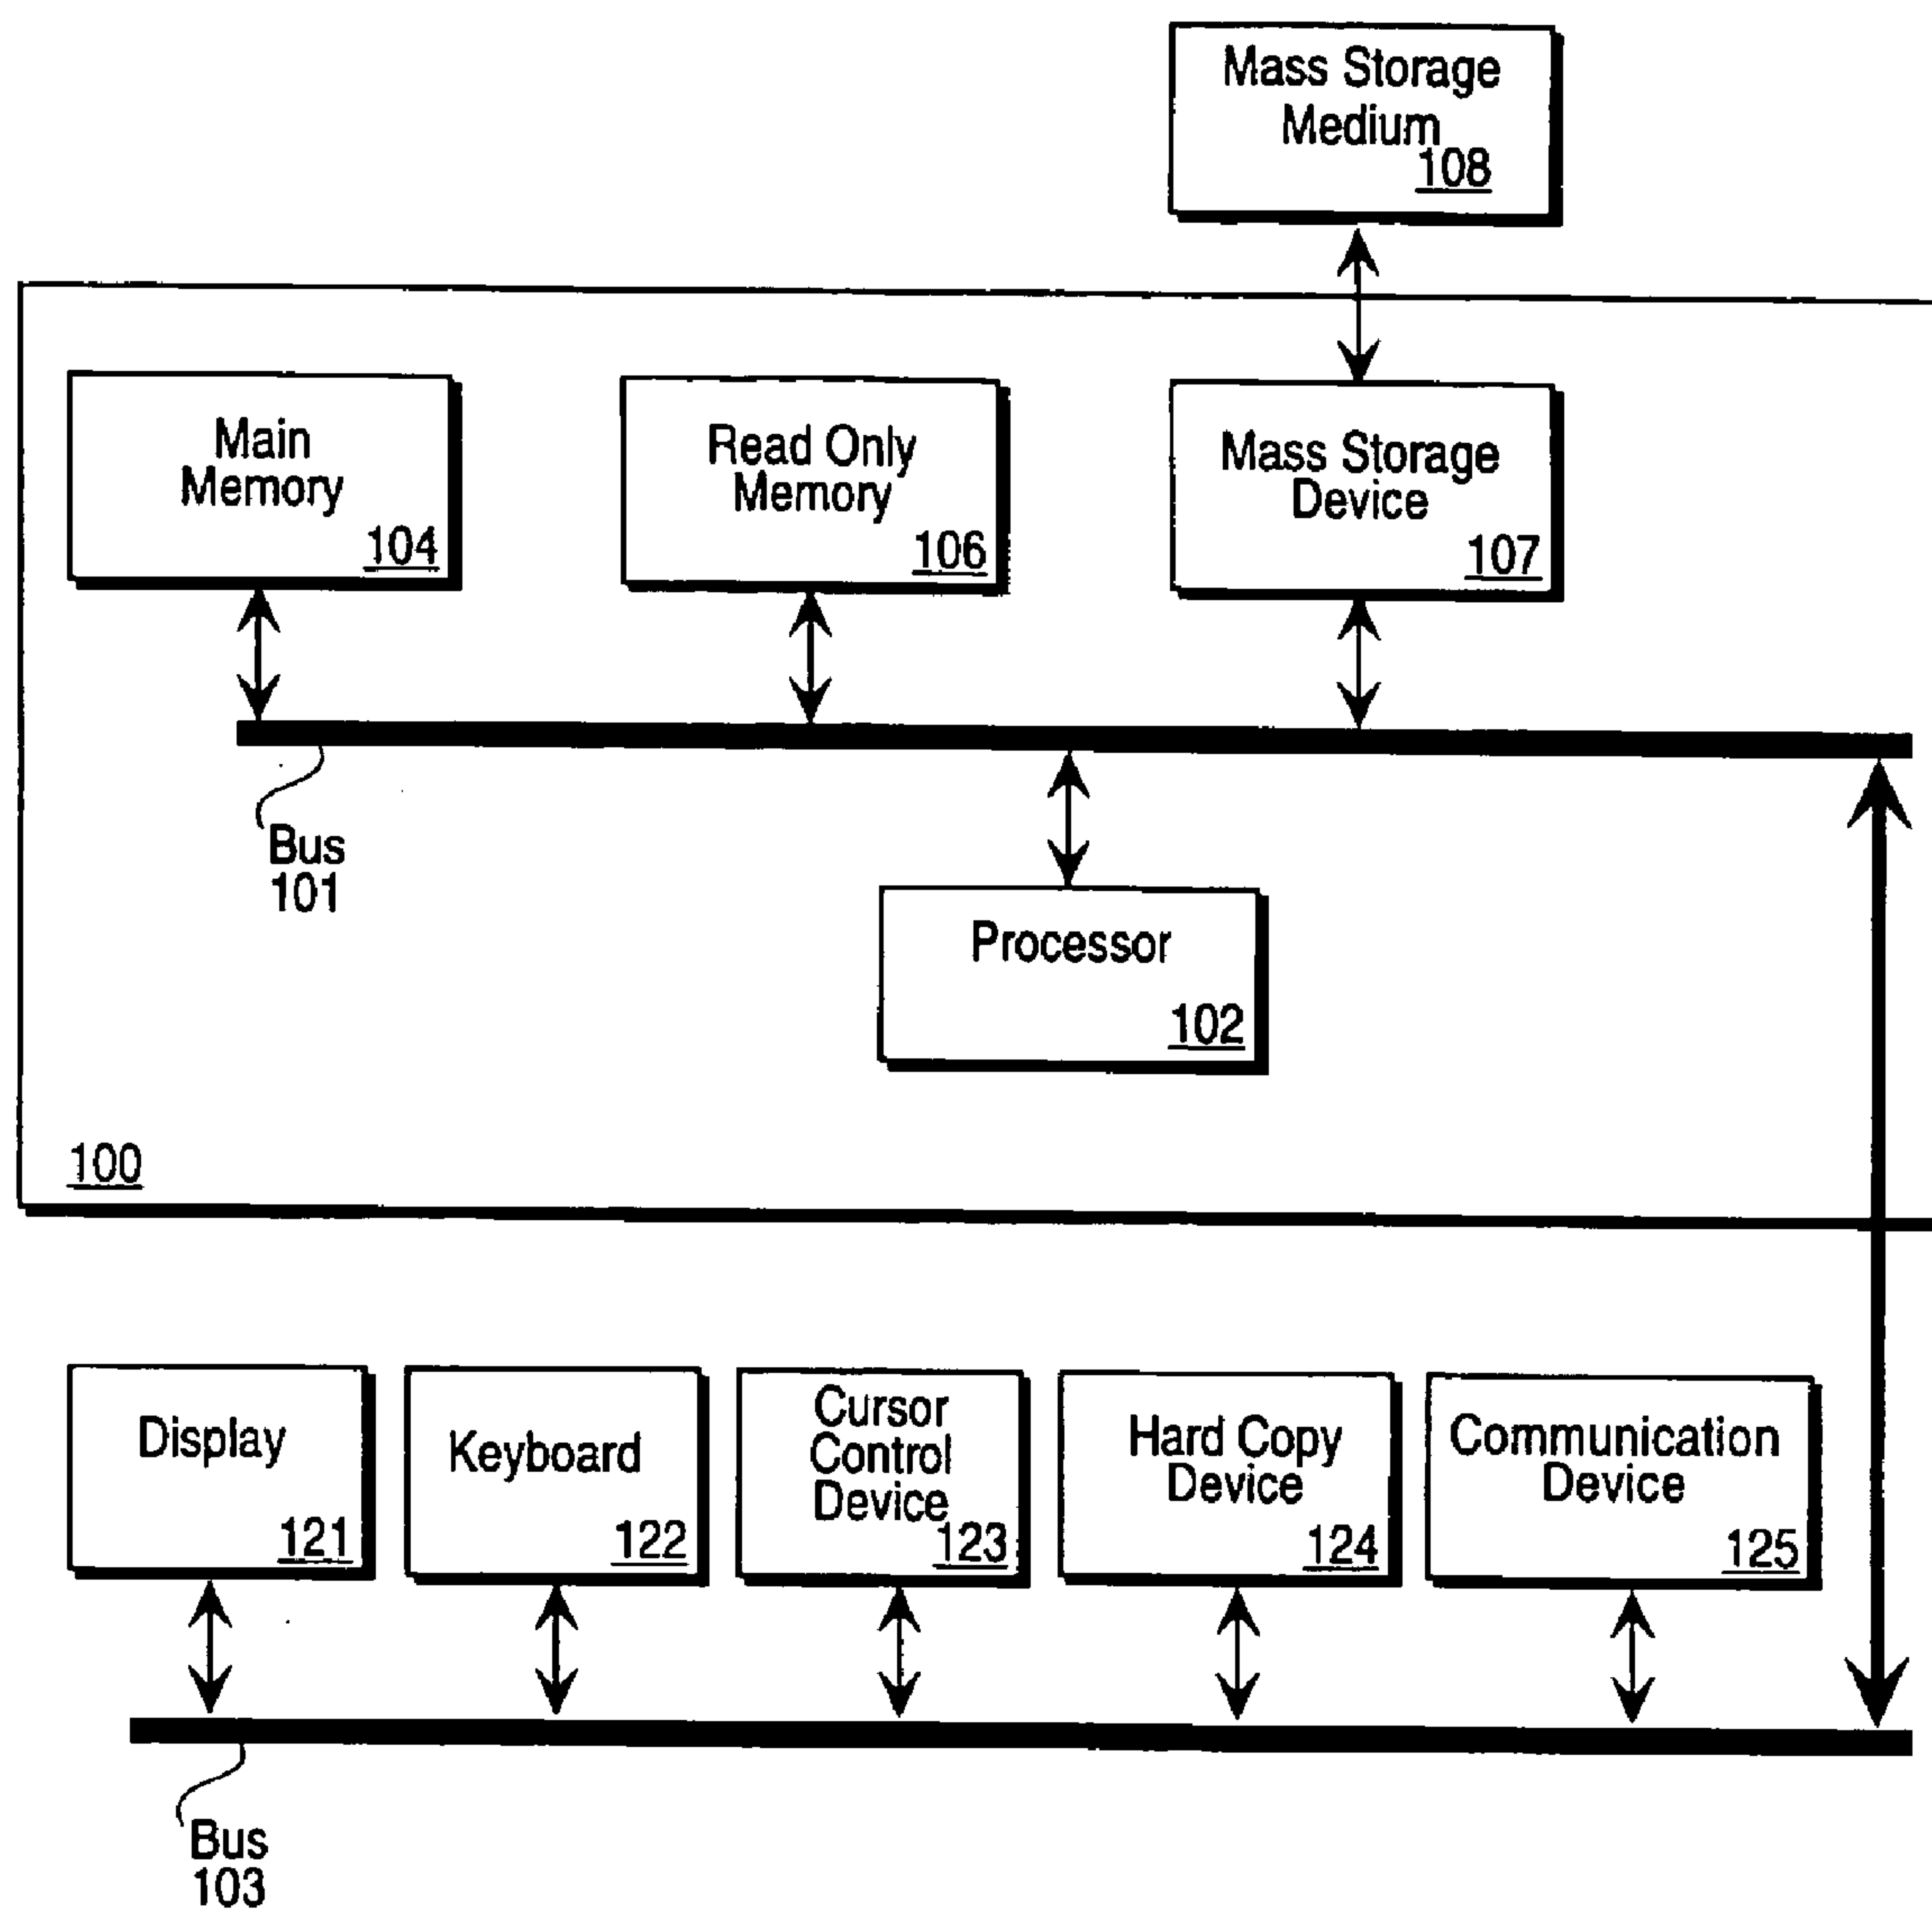 Mass Storage
Medium
108
Main
Memory
104
Read Only
Memory
106
Mass Storage
Device
107
Bus
101
Processor
102
100
Display
121
Keyboard
122
Cursor
Control
Device
123
Hard Copy
Device
124
Communication
Device
125
Bus
103